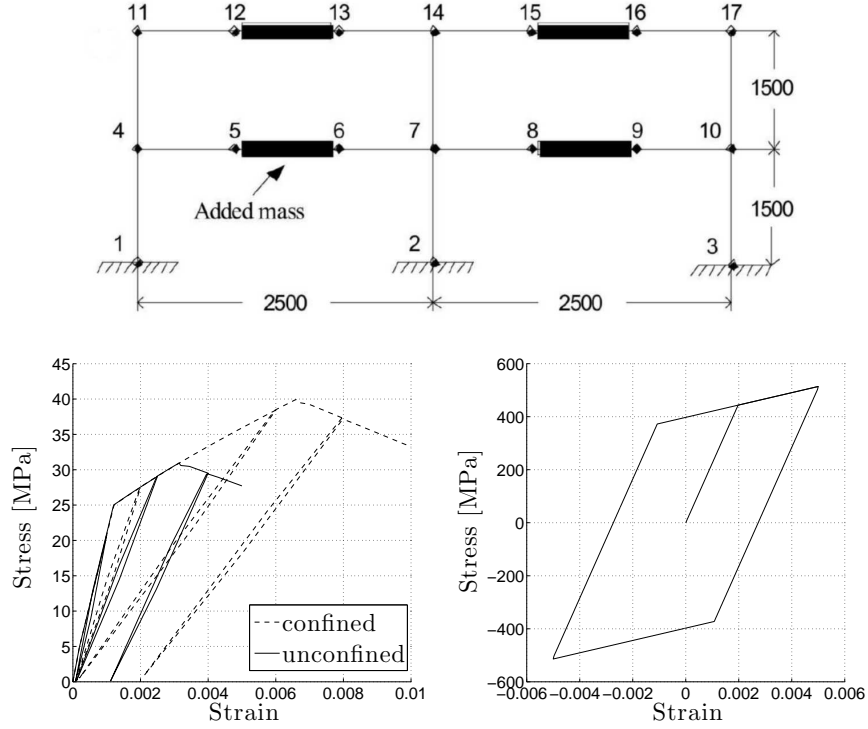 11 12 13 14 15 16 17
1500
4 5 6 7 8 9 10
Added mass
1500
1 2 3
2500 2500
45
40
35
30
25
20
15
10
5
0
Stress [MPa]
confined
unconfined
0 0.002 0.004 0.006 0.008 0.01
Strain
600
400
200
0
−200
−400
−600
Stress [MPa]
−0.006 −0.004 −0.002 0 0.002 0.004 0.006
Strain